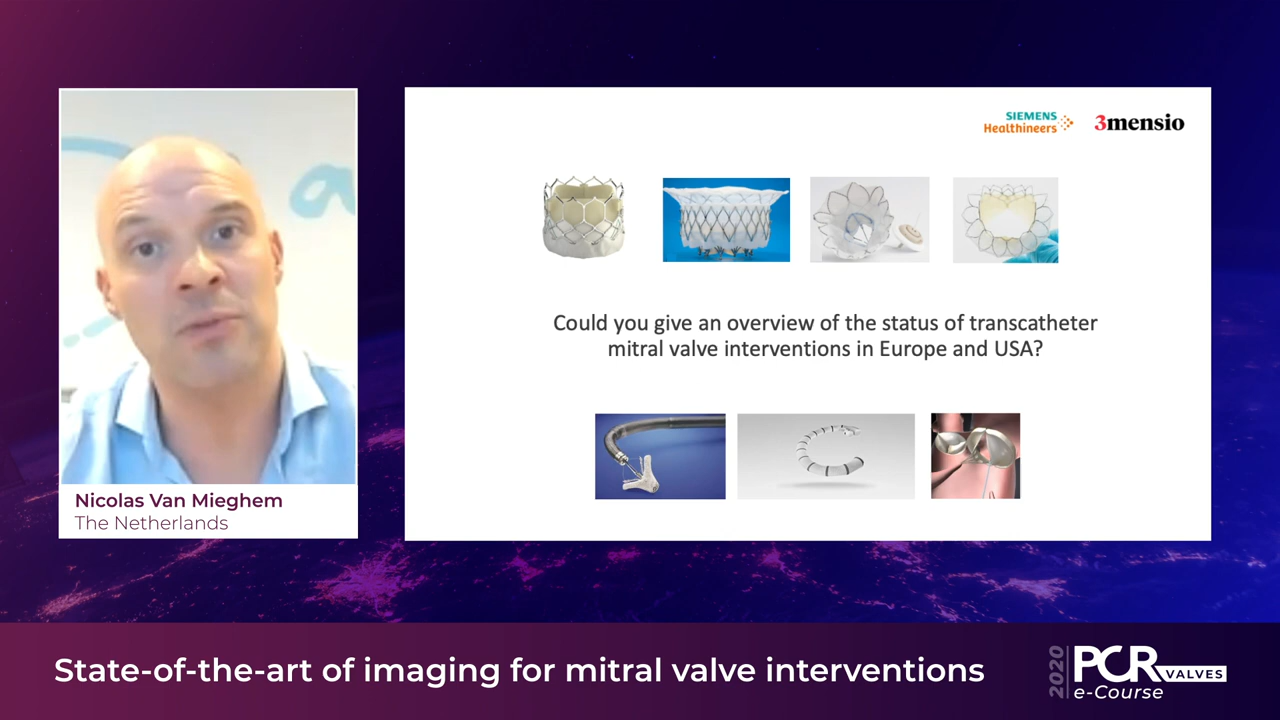 SIEMENS
Healthineers
3mensio
Could you give an overview of the status of transcatheter
mitral valve interventions in Europe and USA?
Nicolas Van Mieghem
The Netherlands
State-of-the-art of imaging for mitral valve interventions
2020
PCR
VALVES
e-Course